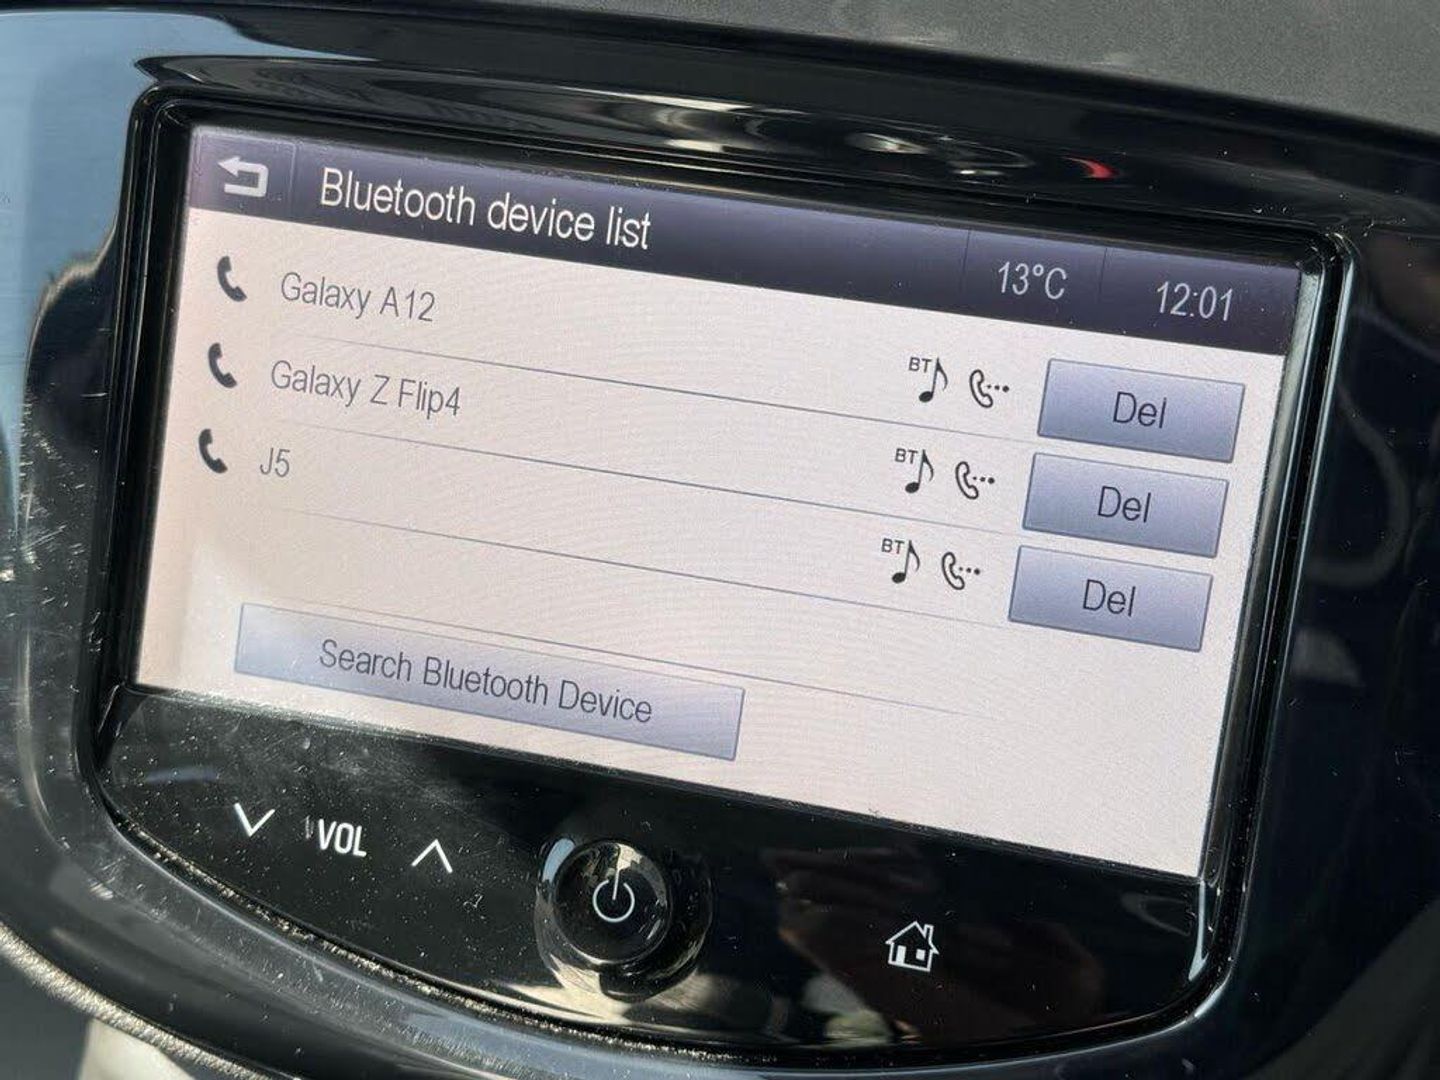 Bluetooth device list 13°C 12:01
Galaxy A12 BT Del
Galaxy Z Flip4 BT Del
J5 BT Del
Search Bluetooth Device
VOL